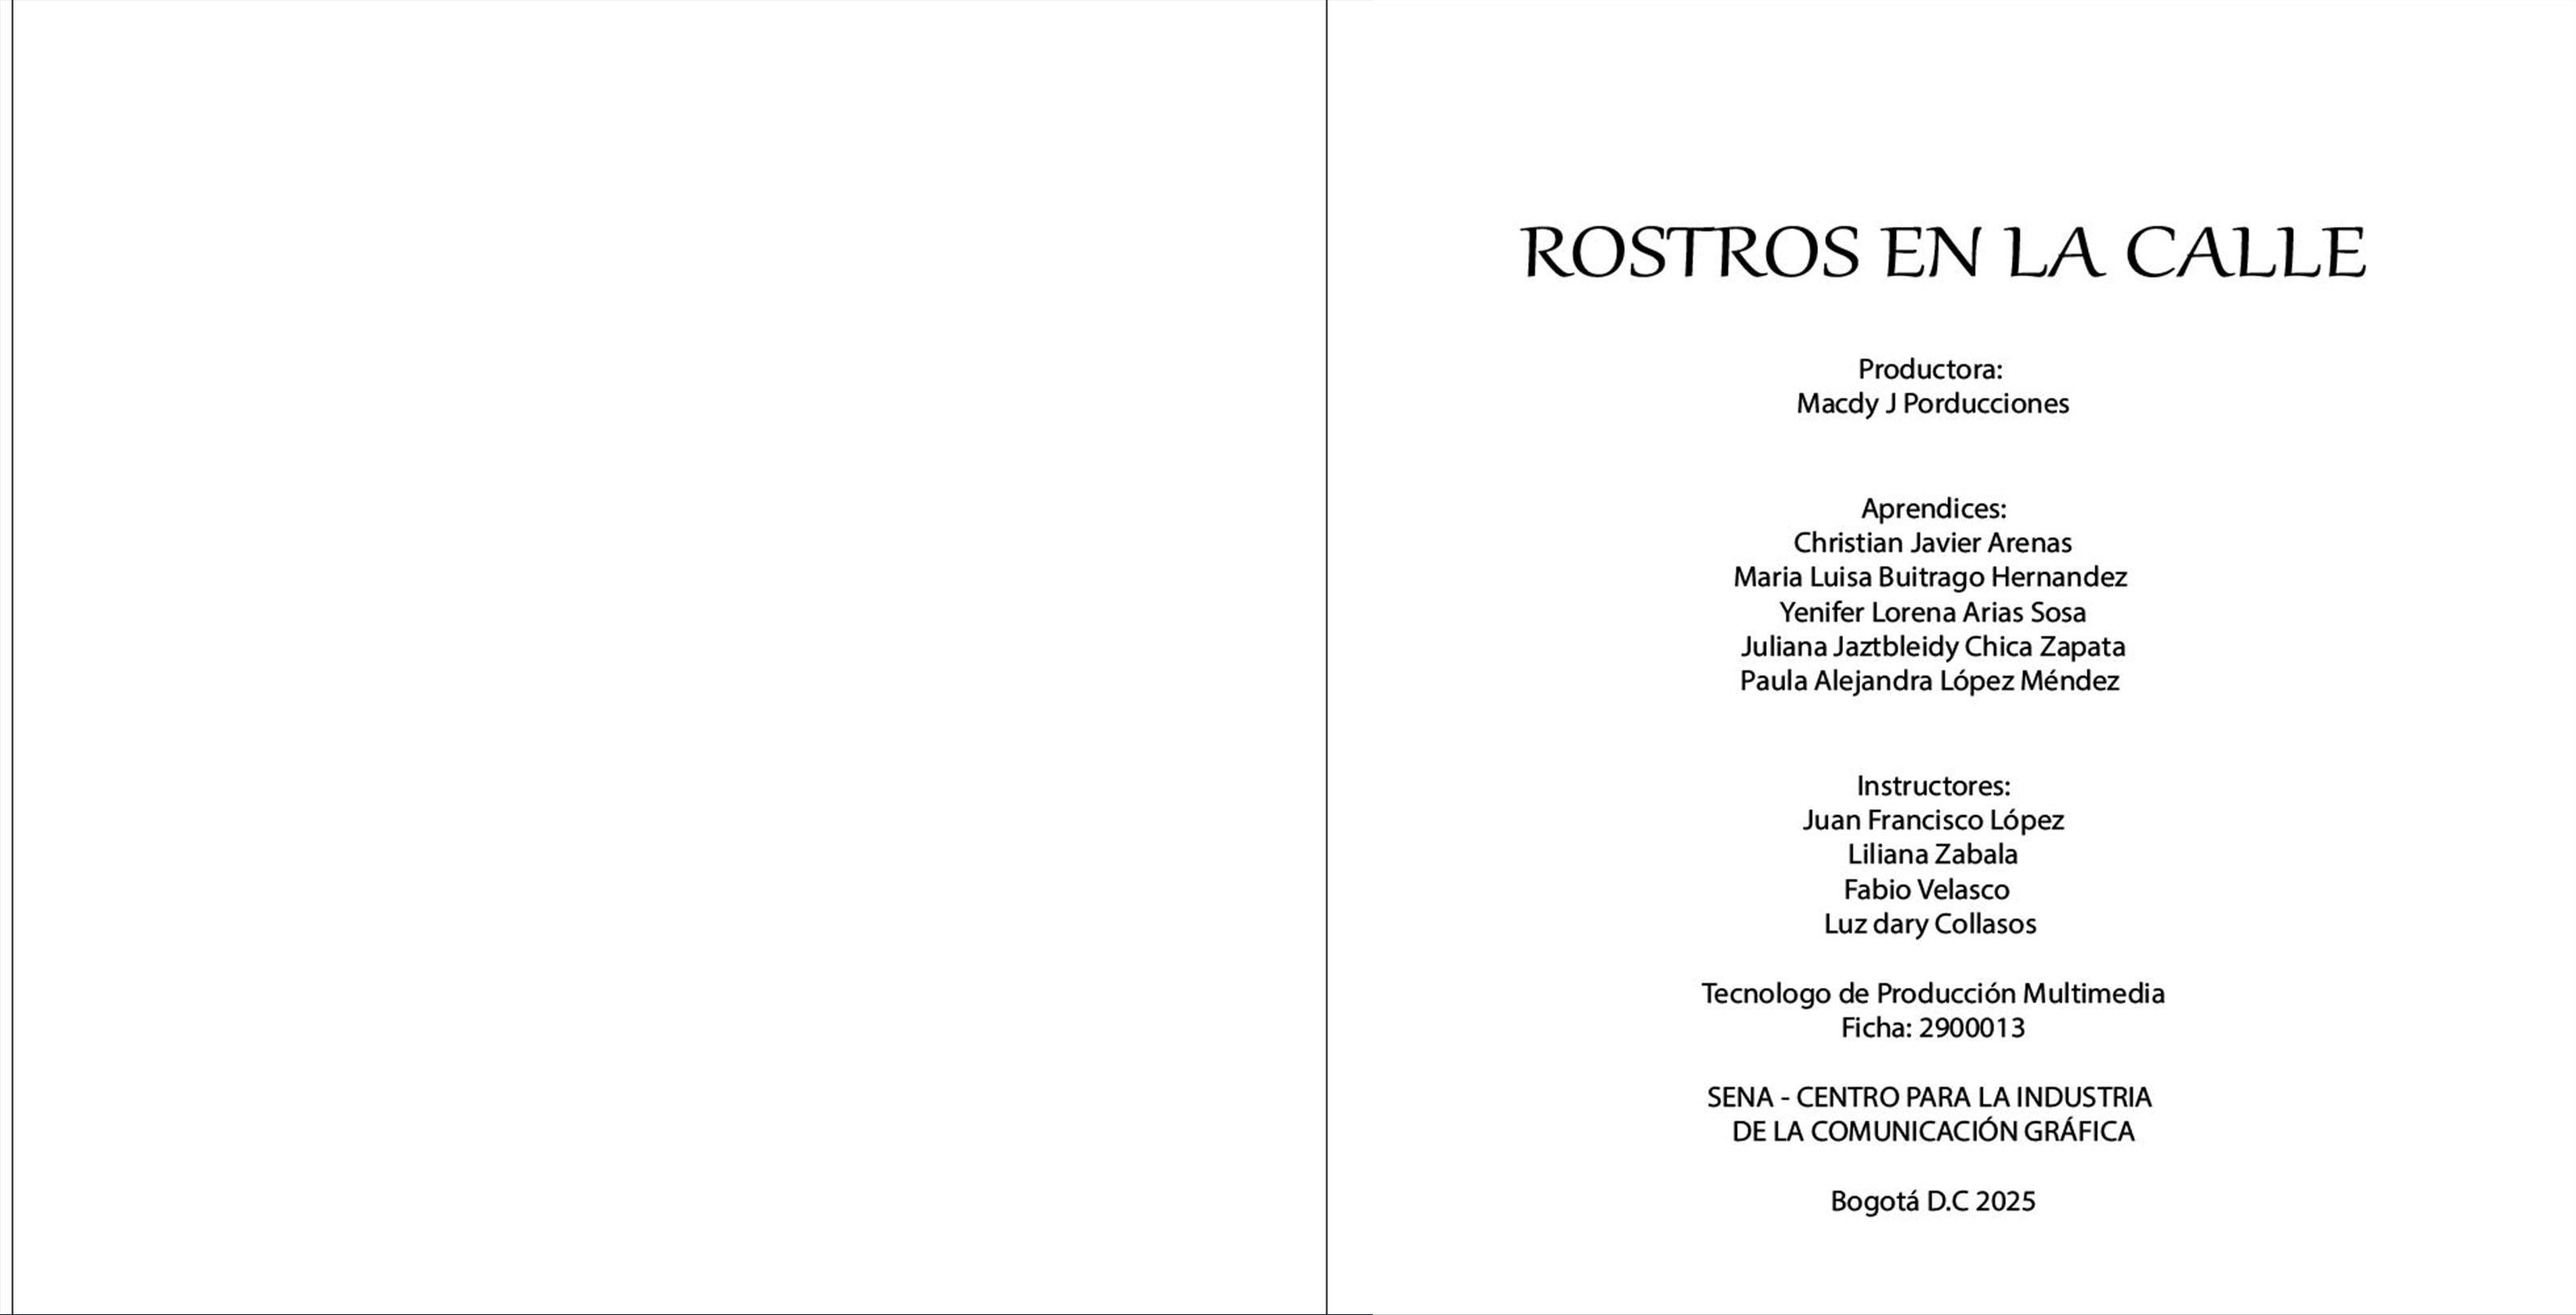 ROSTROS EN LA CALLE
Productora:
Macdy J Porducciones
Aprendices:
Christian Javier Arenas
Maria Luisa Buitrago Hernandez
Yenifer Lorena Arias Sosa
Juliana Jaztbleidy Chica Zapata
Paula Alejandra López Méndez
Instructores:
Juan Francisco López
Liliana Zabala
Fabio Velasco
Luz dary Collasos
Tecnologo de Producción Multimedia
Ficha: 2900013
SENA - CENTRO PARA LA INDUSTRIA
DE LA COMUNICACIÓN GRÁFICA
Bogotá D.C 2025